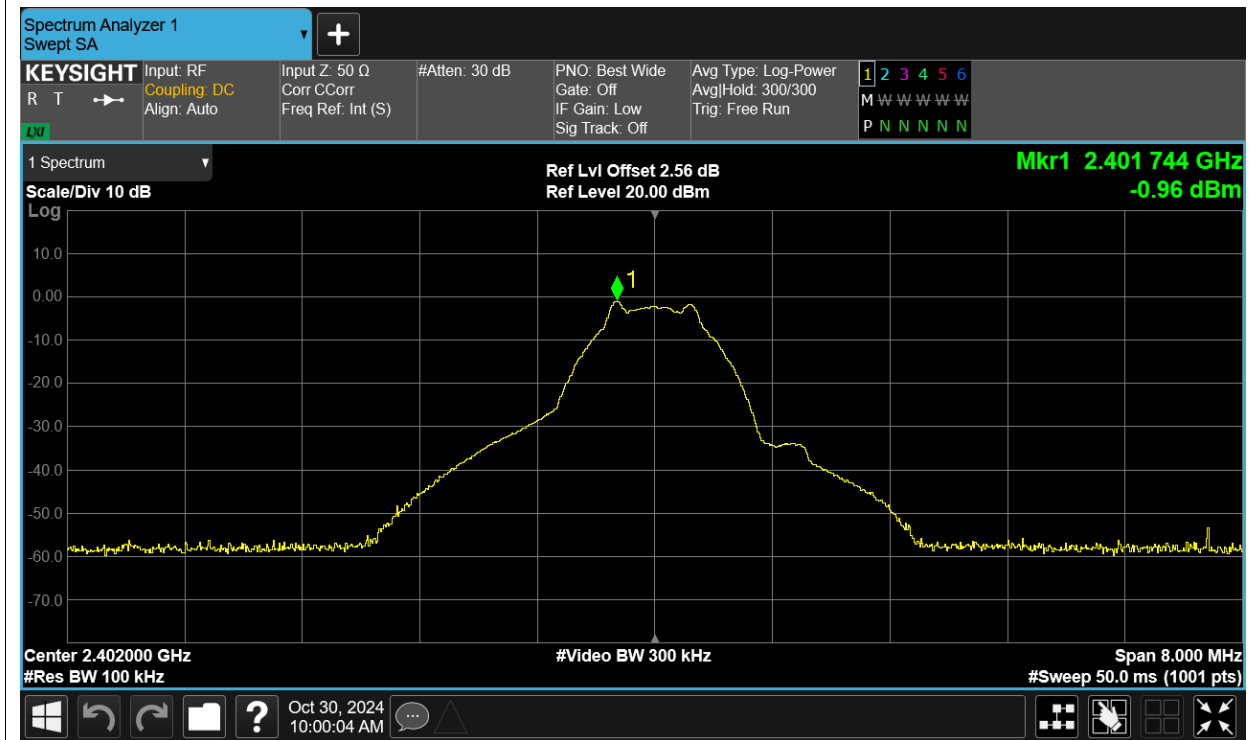 Spectrum Analyzer 1
Swept SA
+
KEYSIGHT
R T
LXI
Input: RF
Coupling: DC
Align: Auto
Input Z: 50 Ω
Corr CCorr
Freq Ref: Int (S)
#Atten: 30 dB
PNO: Best Wide
Gate: Off
IF Gain: Low
Sig Track: Off
Avg Type: Log-Power
Avg|Hold: 300/300
Trig: Free Run
1 2 3 4 5 6
M W W W W W
P N N N N N
1 Spectrum
Scale/Div 10 dB
Ref Lvl Offset 2.56 dB
Ref Level 20.00 dBm
Mkr1 2.401 744 GHz
-0.96 dBm
Log
10.0
0.00
-10.0
-20.0
-30.0
-40.0
-50.0
-60.0
-70.0
1
Center 2.402000 GHz
#Res BW 100 kHz
#Video BW 300 kHz
Span 8.000 MHz
#Sweep 50.0 ms (1001 pts)
?
Oct 30, 2024
10:00:04 AM